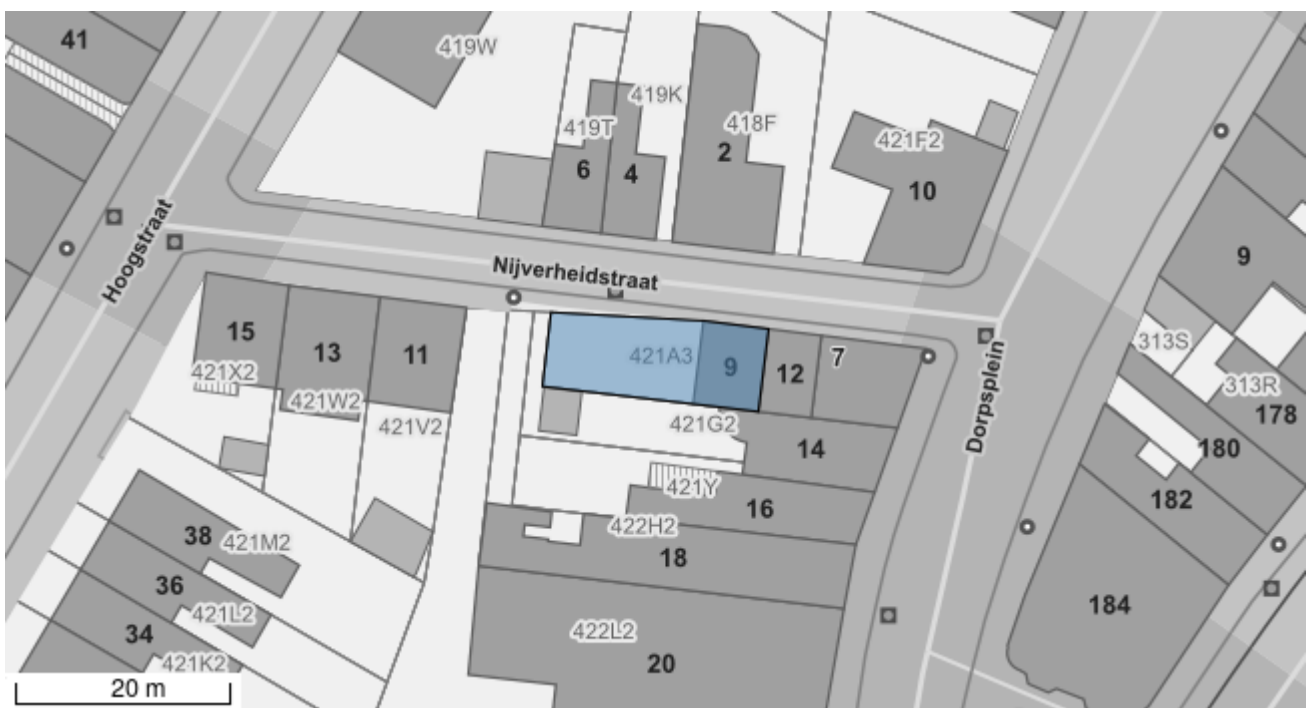 41
419W
419K
419T
418F
421F2
6
4
2
10
Hoogstraat
Nijverheidstraat
9
15
13
11
421A3
9
12
7
313S
421X2
421W2
421V2
421G2
14
Dorpsplein
313R
178
180
421Y
16
182
38
421M2
422H2
18
36
421L2
184
34
422L2
421K2
20
20 m